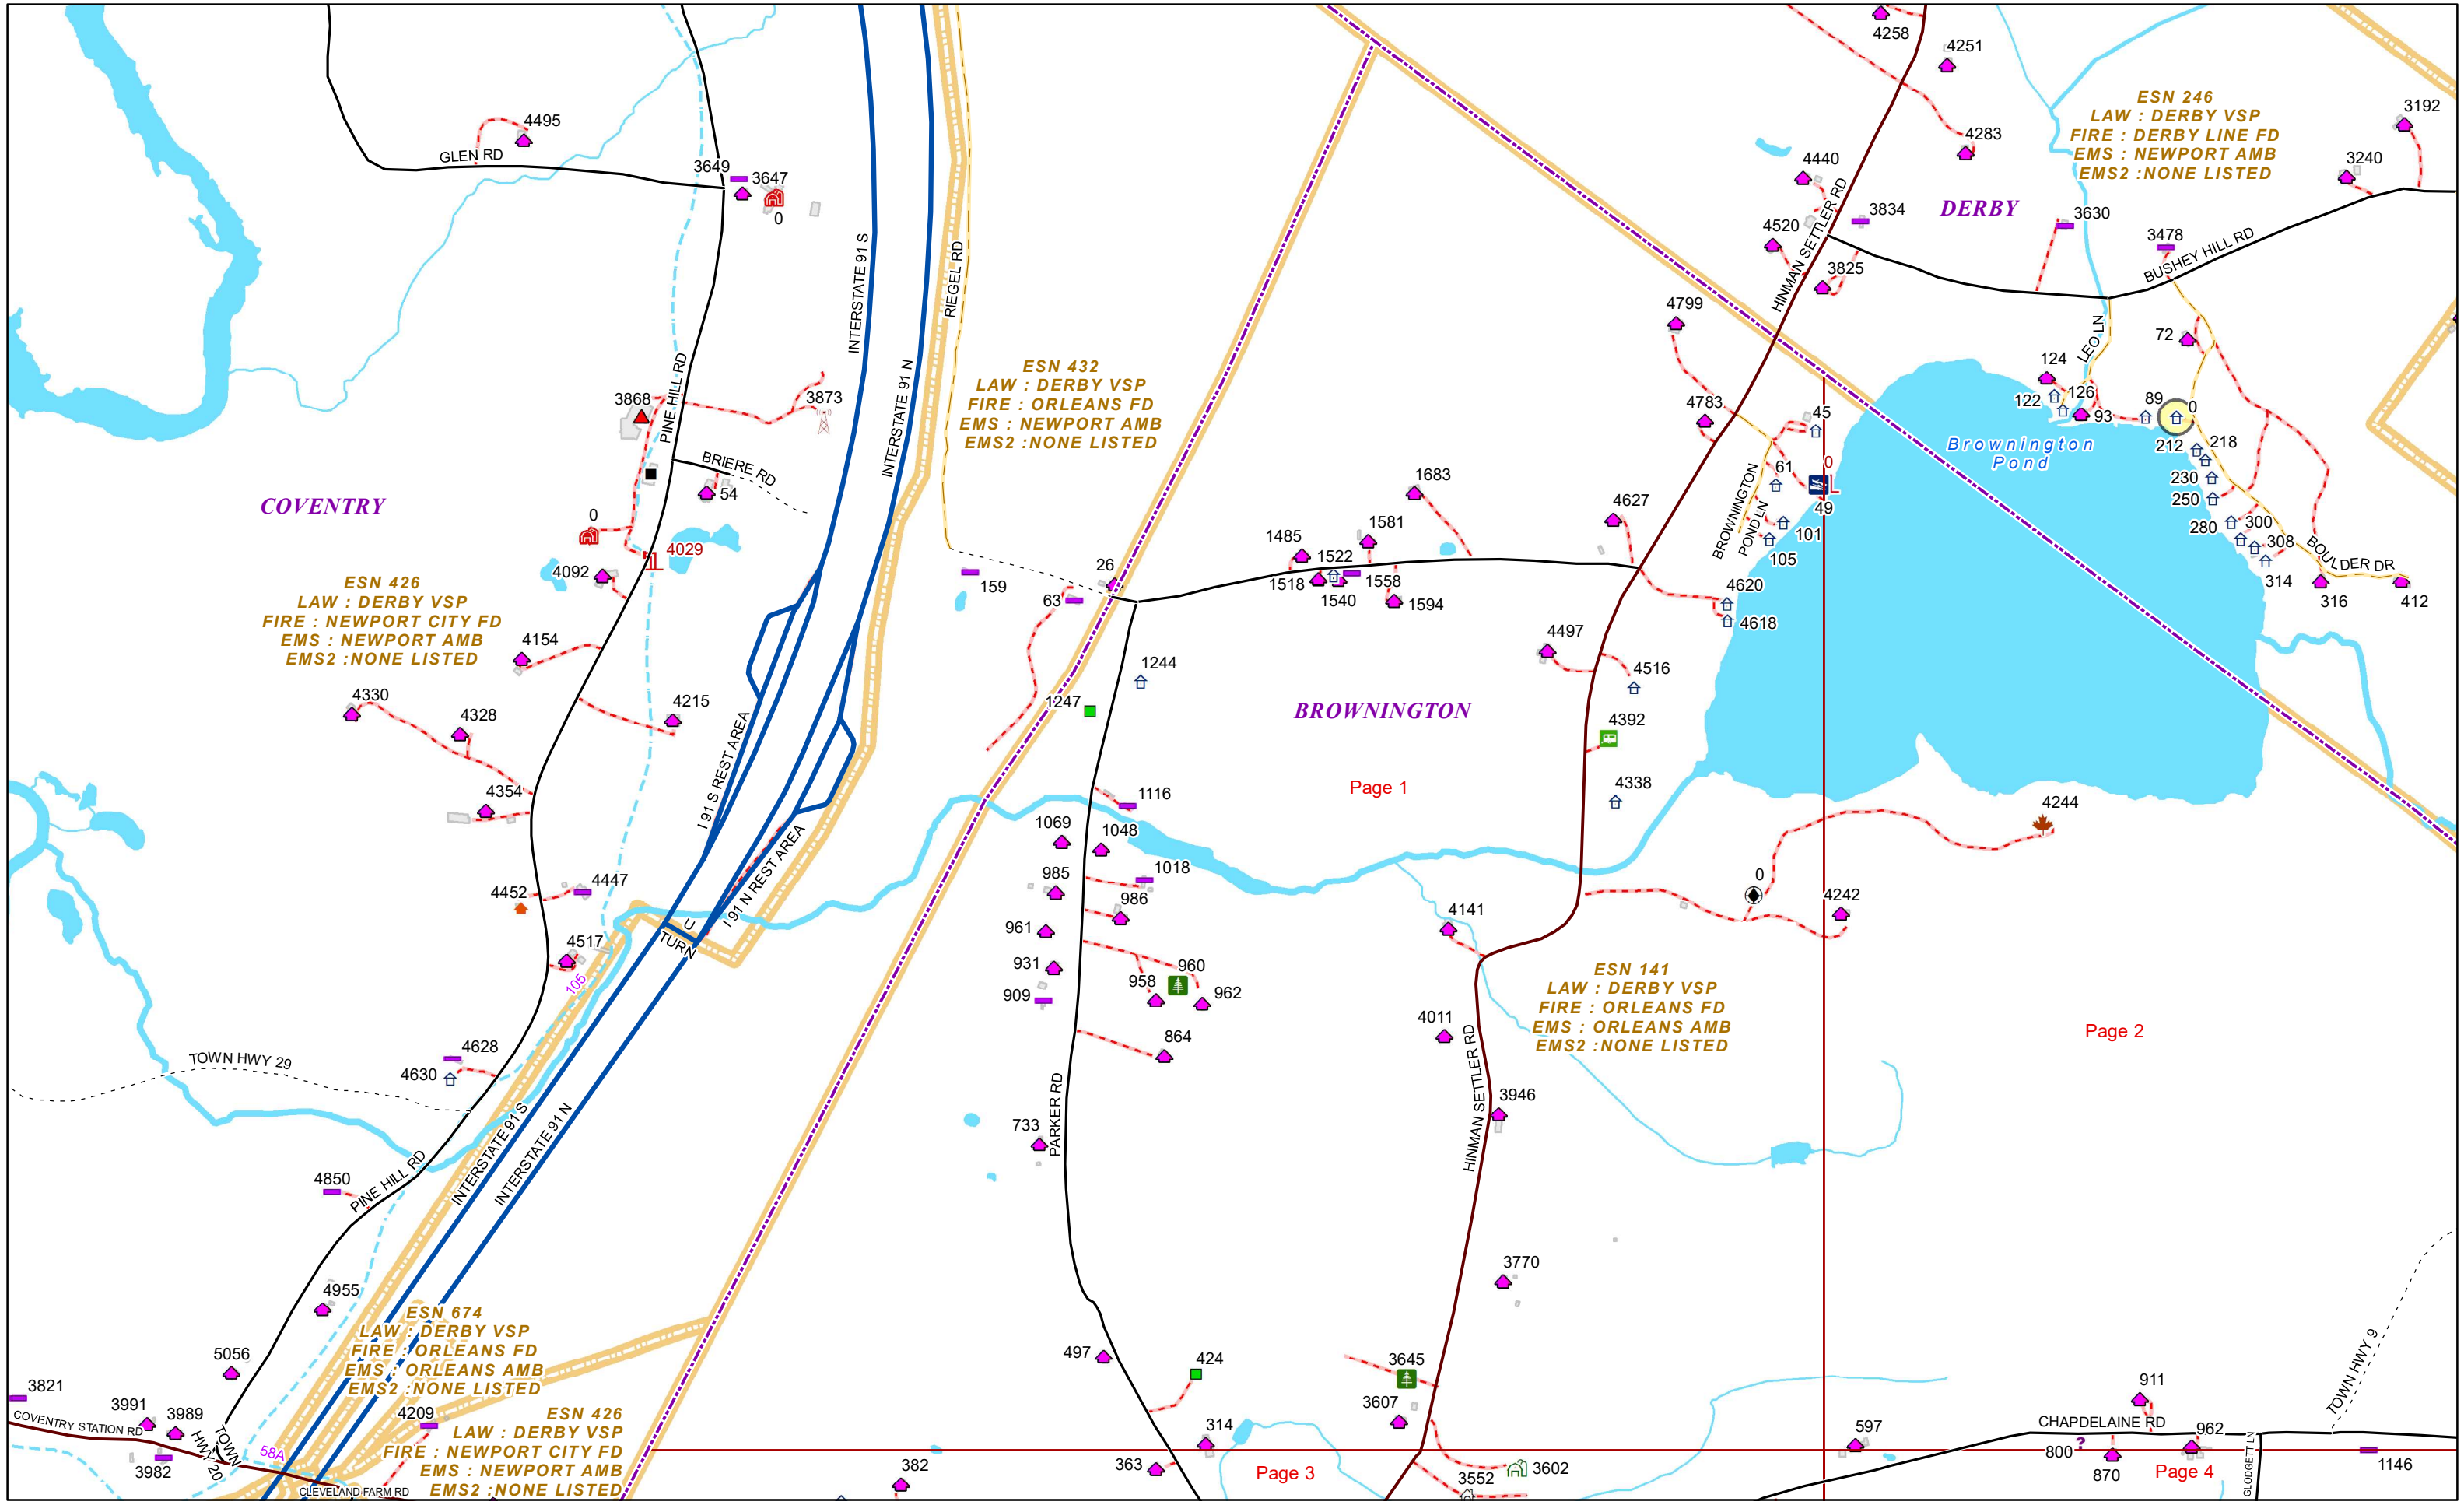 4258
4251
ESN 246
LAW : DERBY VSP
FIRE : DERBY LINE FD
EMS : NEWPORT AMB
EMS2 :NONE LISTED
3192
4495
4283
GLEN RD
4440
3240
3649
3647
0
HINMAN SETTLER RD
3834
DERBY
3630
4520
3478
BUSHEY HILL RD
INTERSTATE 91 S
RIEGEL RD
3825
4799
LEO LN
72
PINE HILL RD
ESN 432
LAW : DERBY VSP
FIRE : ORLEANS FD
EMS : NEWPORT AMB
EMS2 :NONE LISTED
INTERSTATE 91 N
124
126
122
93
89
0
3868
3873
4783
45
Brownington
Pond
212
218
BRIERE RD
54
61
0
230
250
1683
COVENTRY
49
BROWNINGTON
POND LN
101
105
280
300
308
314
BOULDER DR
0
4627
1485
1581
1522
4029
4092
26
159
63
1518
1540
1558
1594
4620
4618
316
412
ESN 426
LAW : DERBY VSP
FIRE : NEWPORT CITY FD
EMS : NEWPORT AMB
EMS2 :NONE LISTED
4154
4497
4516
1244
4330
4328
4215
1247
BROWNINGTON
4392
I 91 S REST AREA
Page 1
4338
4354
1116
4244
1069
1048
I 91 N REST AREA
985
1018
0
4452
4447
986
4242
4141
961
U
TURN
4517
931
960
958
962
909
105
ESN 141
LAW : DERBY VSP
FIRE : ORLEANS FD
EMS : ORLEANS AMB
EMS2 :NONE LISTED
4011
Page 2
864
4628
TOWN HWY 29
4630
PARKER RD
HINMAN SETTLER RD
INTERSTATE 91 S
INTERSTATE 91 N
733
3946
4850
PINE HILL RD
3770
4955
ESN 674
LAW : DERBY VSP
FIRE : ORLEANS FD
EMS : ORLEANS AMB
EMS2 :NONE LISTED
5056
497
424
3645
TOWN HWY 9
3821
3991
3989
4209
3607
911
COVENTRY STATION RD
TOWN
HWY 20
ESN 426
LAW : DERBY VSP
FIRE : NEWPORT CITY FD
EMS : NEWPORT AMB
EMS2 :NONE LISTED
314
597
CHAPDELAINE RD
962
58A
800
?
870
3982
363
Page 3
3552
3602
Page 4
GLODGETT LN
1146
382
CLEVELAND FARM RD